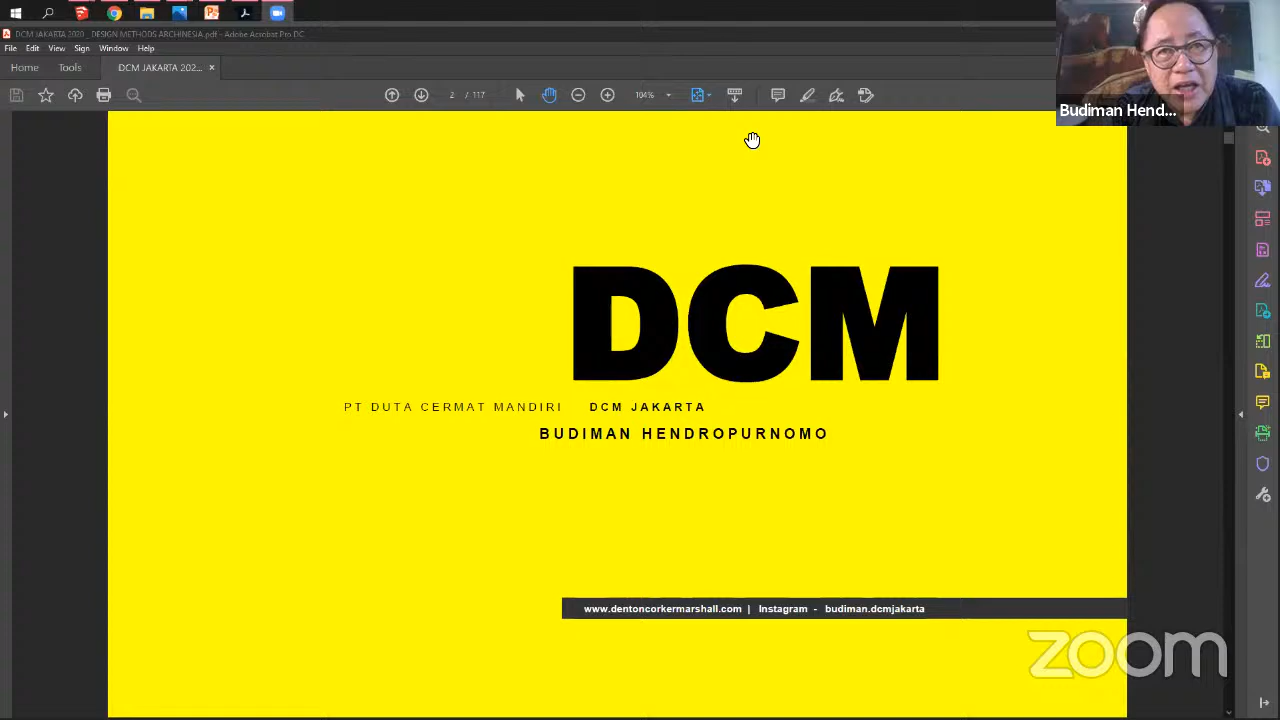 DCM JAKARTA 2020 _ DESIGN METHODS ARCHINESIA.pdf - Adobe Acrobat Pro DC
File Edit View Sign Window Help
Home Tools DCM JAKARTA 202... ×
2 / 117 104%
Budiman Hend...
DCM
PT DUTA CERMAT MANDIRI DCM JAKARTA
BUDIMAN HENDROPURNOMO
www.dentoncorkermarshall.com | Instagram - budiman.dcmjakarta
zoom